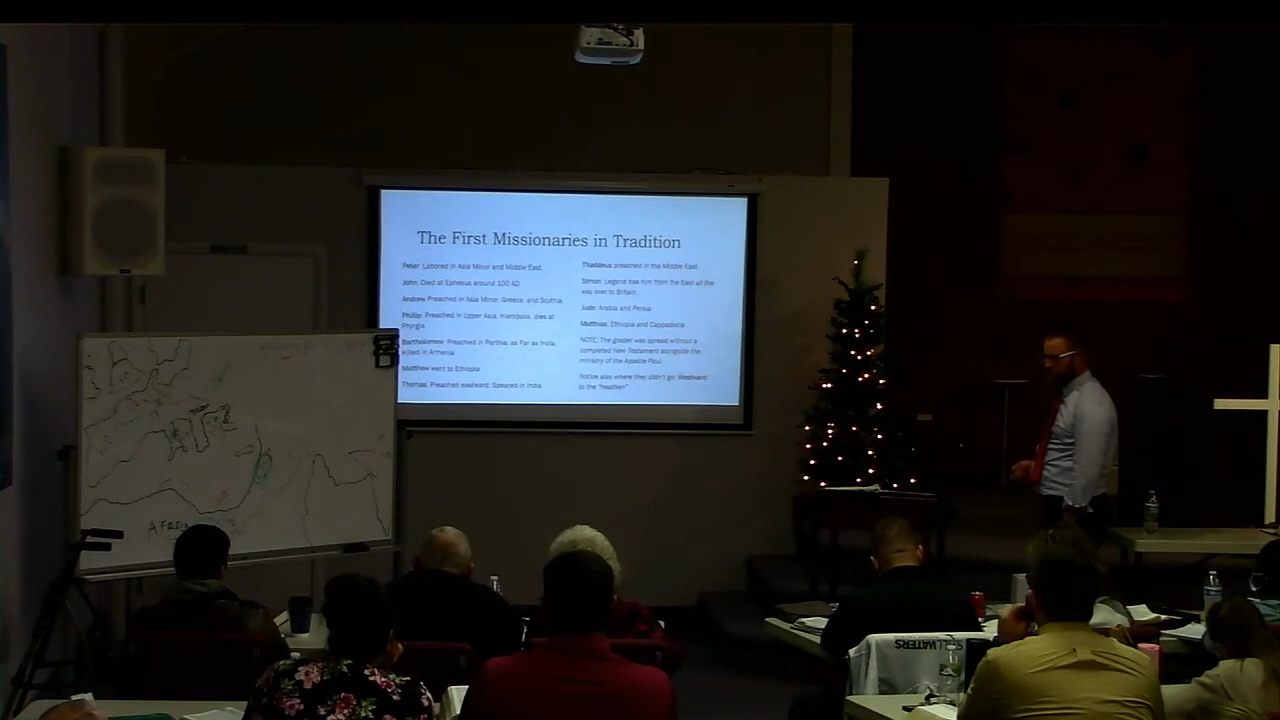 The First Missionaries in Tradition
Peter: Labored in Asia Minor and Middle East.
John: Died at Ephesus around 100 AD
Andrew Preached in Asia Minor, Greece, and Scythia.
Phillip: Preached in Upper Asia, Hieropolis, dies at
Phyrgia
Bartholomew: Preached in Parthia, as Far as India.
Killed in Armenia
Matthew went to Ethiopia
Thomas: Preached eastward: Speared in India
Thaddeus preached in the Middle East.
Simon: Legend has him from the East all the
way over to Britain.
Jude: Arabia and Persia
Matthias: Ethiopia and Cappadocia
NOTE: The gospel was spread without a
completed New Testament alongside the
ministry of the Apostle Paul.
Notice also where they didn't go: Westward
to the "heathen"
AFRICA
STILLWATERS